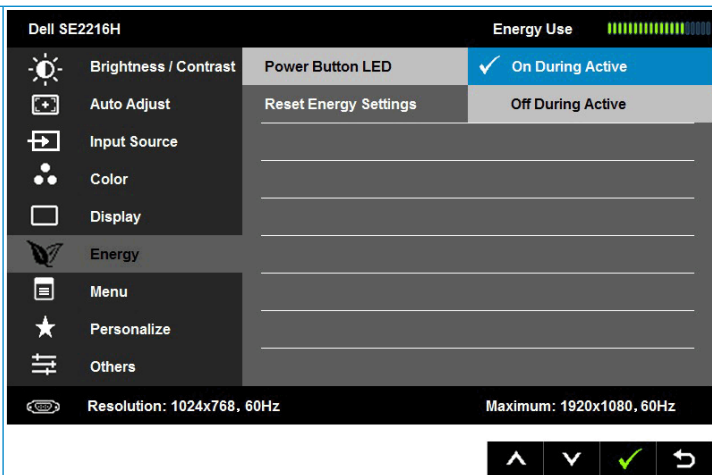 Dell SE2216H Energy Use
Brightness / Contrast Power Button LED On During Active
Auto Adjust Reset Energy Settings Off During Active
Input Source
Color
Display
Energy
Menu
Personalize
Others
Resolution: 1024x768, 60Hz Maximum: 1920x1080, 60Hz